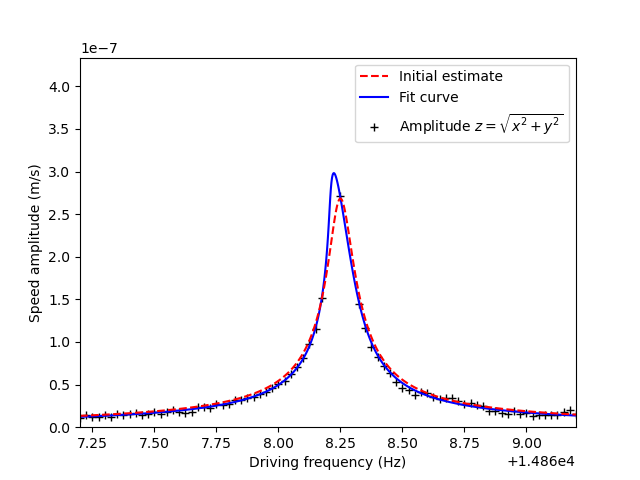 1e−7
4.0
3.5
3.0
2.5
2.0
1.5
1.0
0.5
0.0
Speed amplitude (m/s)
Initial estimate
Fit curve
Amplitude z = √x² + y²
7.25 7.50 7.75 8.00 8.25 8.50 8.75 9.00
Driving frequency (Hz)
+1.486e4